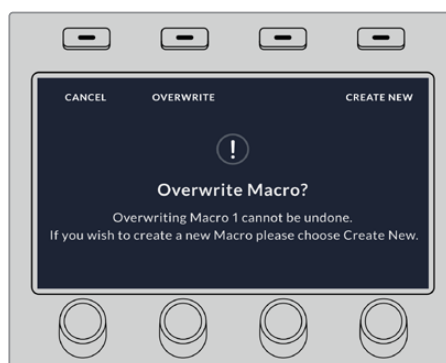 CANCEL OVERWRITE CREATE NEW
!
Overwrite Macro?
Overwriting Macro 1 cannot be undone.
If you wish to create a new Macro please choose Create New.